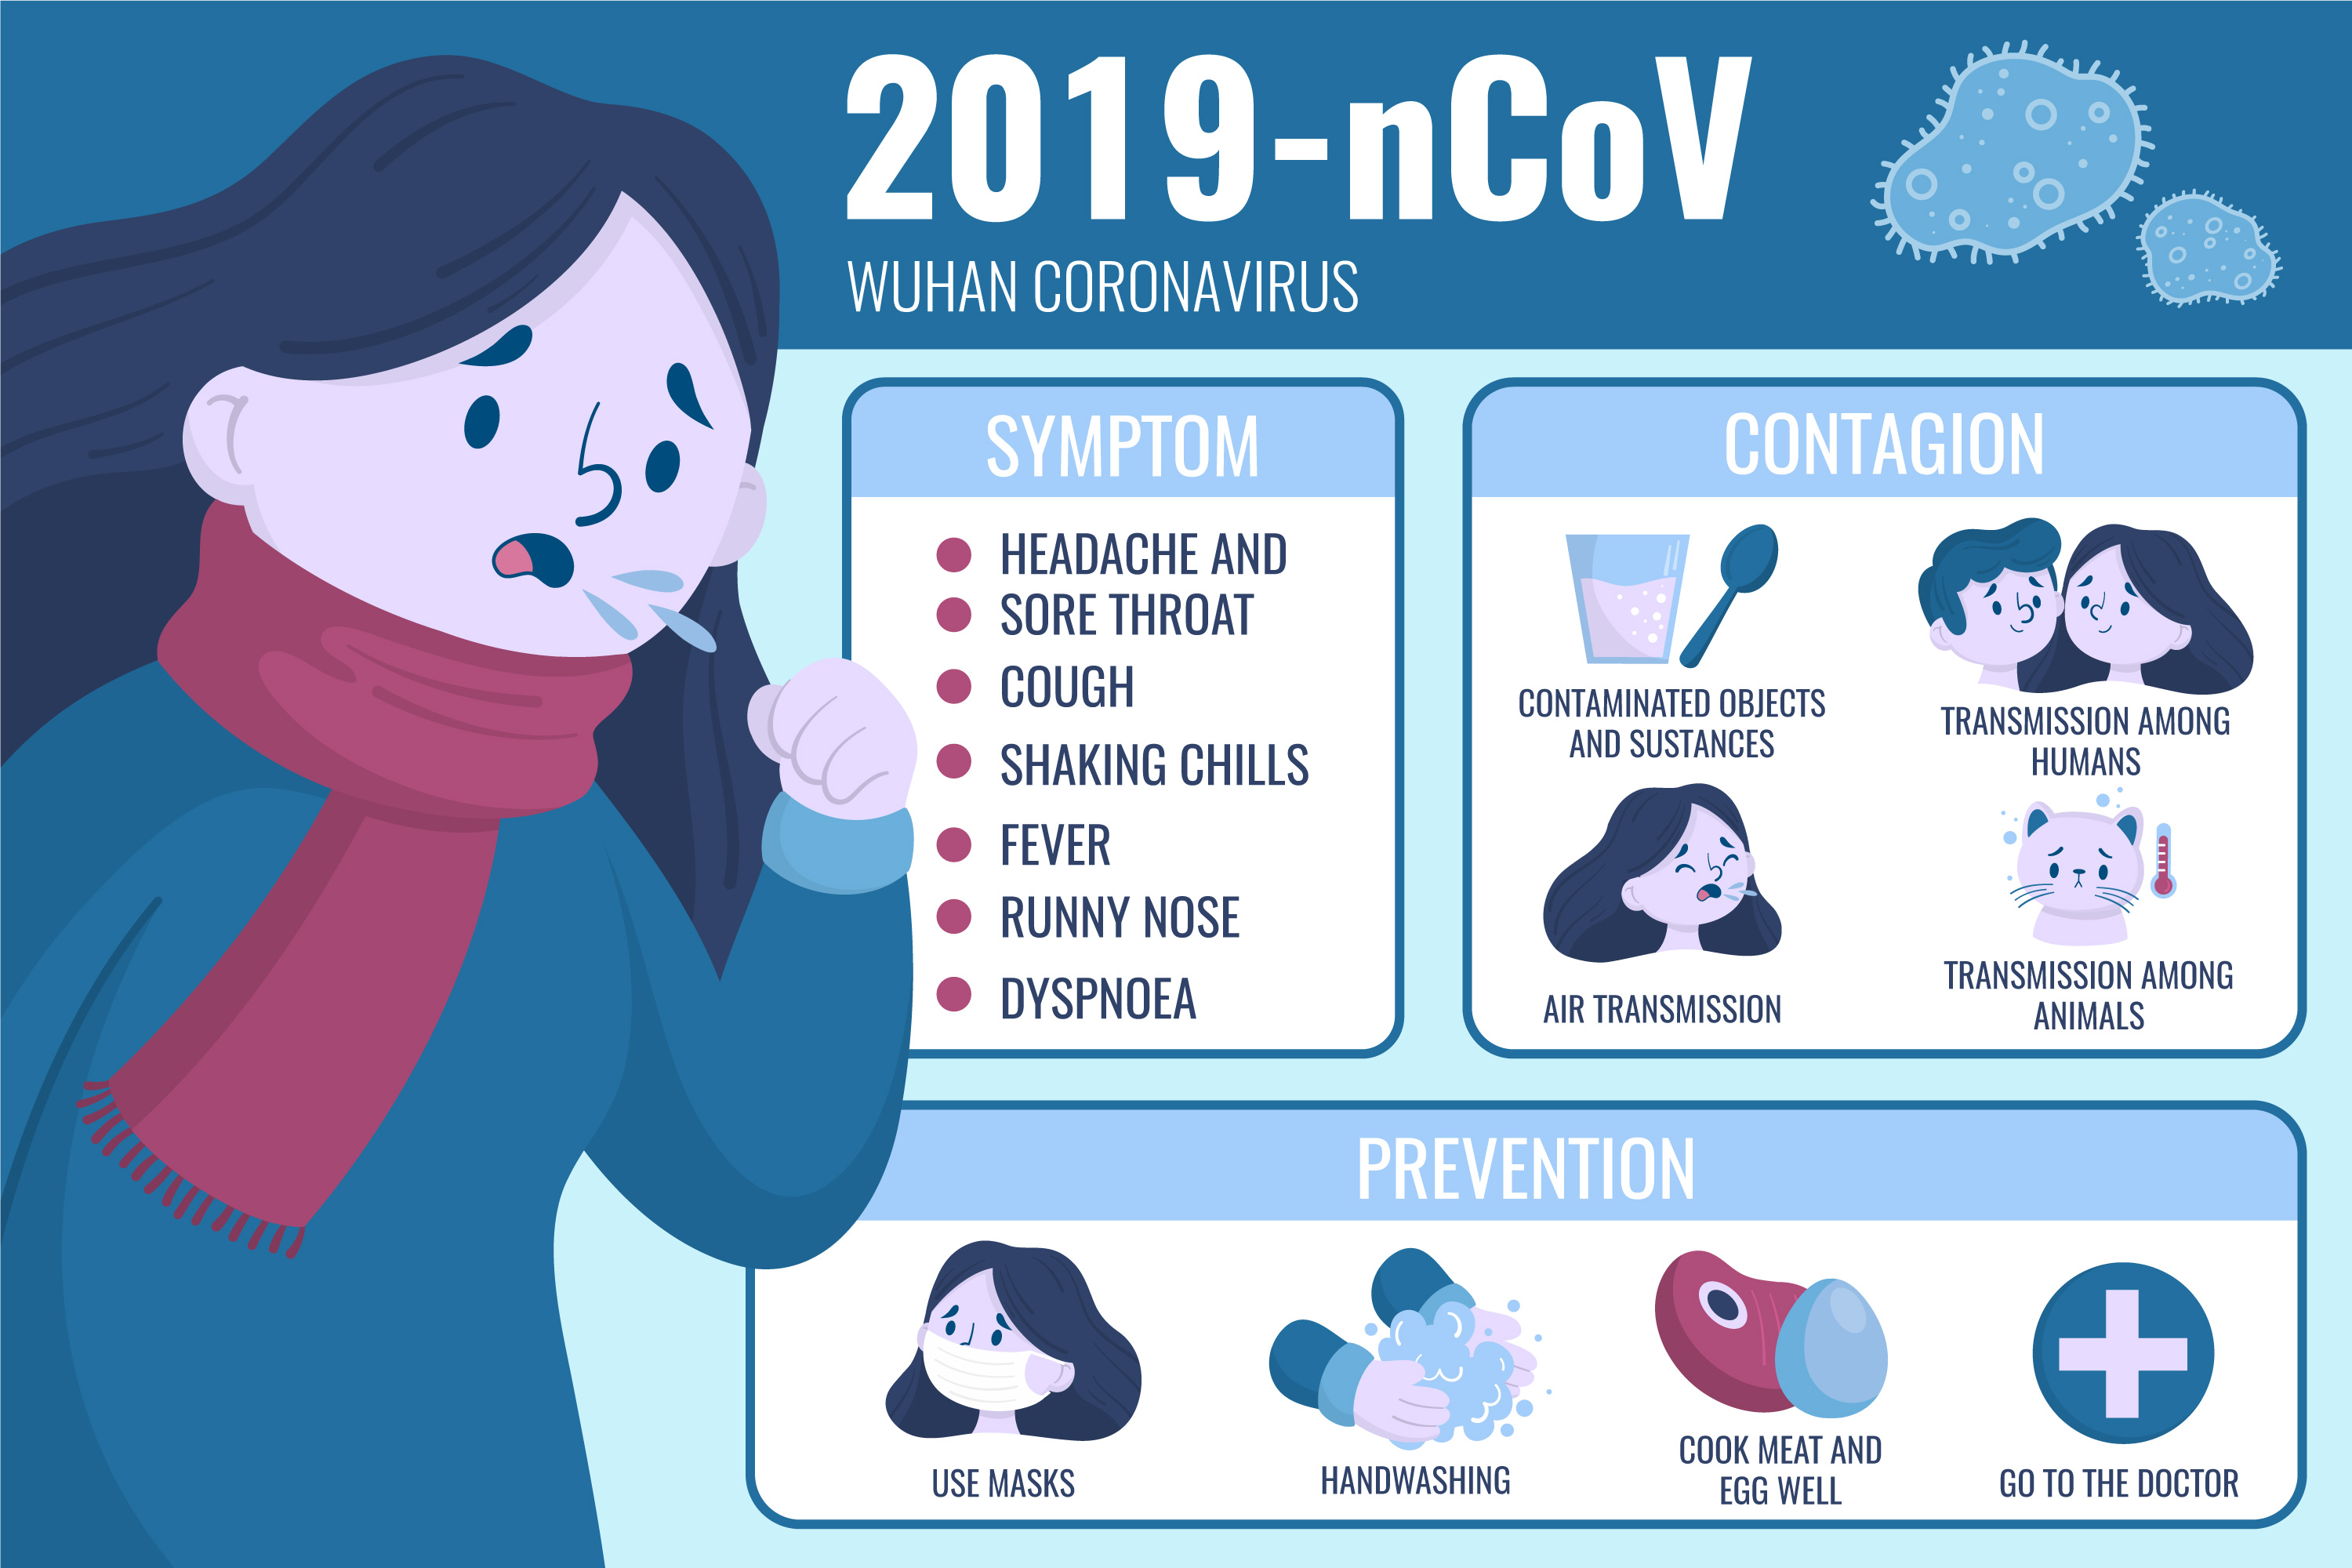 2019-nCoV
WUHAN CORONAVIRUS
SYMPTOM
HEADACHE AND
SORE THROAT
COUGH
SHAKING CHILLS
FEVER
RUNNY NOSE
DYSPNOEA
CONTAGION
CONTAMINATED OBJECTS
AND SUSTANCES
TRANSMISSION AMONG
HUMANS
AIR TRANSMISSION
TRANSMISSION AMONG
ANIMALS
PREVENTION
USE MASKS
HANDWASHING
COOK MEAT AND
EGG WELL
GO TO THE DOCTOR